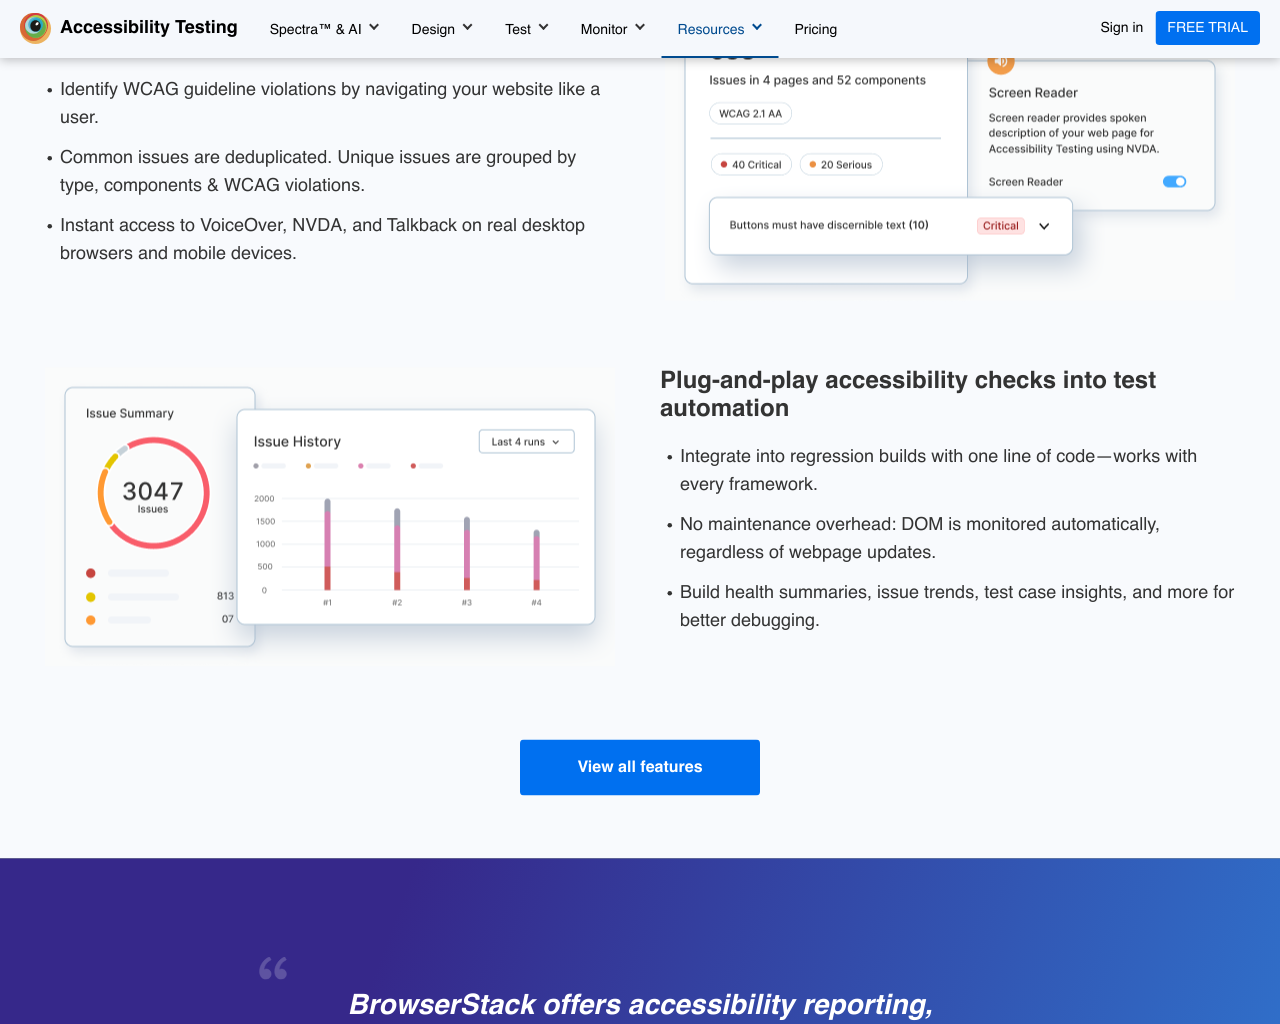 Accessibility Testing
Spectra™ & AI
Design
Test
Monitor
Resources
Pricing
Sign in
FREE TRIAL
• Identify WCAG guideline violations by navigating your website like a
user.
• Common issues are deduplicated. Unique issues are grouped by
type, components & WCAG violations.
• Instant access to VoiceOver, NVDA, and Talkback on real desktop
browsers and mobile devices.
Issues in 4 pages and 52 components
WCAG 2.1 AA
40 Critical
20 Serious
Buttons must have discernible text (10)
Critical
Screen Reader
Screen reader provides spoken
description of your web page for
Accessibility Testing using NVDA.
Screen Reader
Issue Summary
3047
Issues
813
07
Issue History
Last 4 runs
2000
1500
1000
500
0
#1
#2
#3
#4
Plug-and-play accessibility checks into test
automation
• Integrate into regression builds with one line of code—works with
every framework.
• No maintenance overhead: DOM is monitored automatically,
regardless of webpage updates.
• Build health summaries, issue trends, test case insights, and more for
better debugging.
View all features
“
BrowserStack offers accessibility reporting,